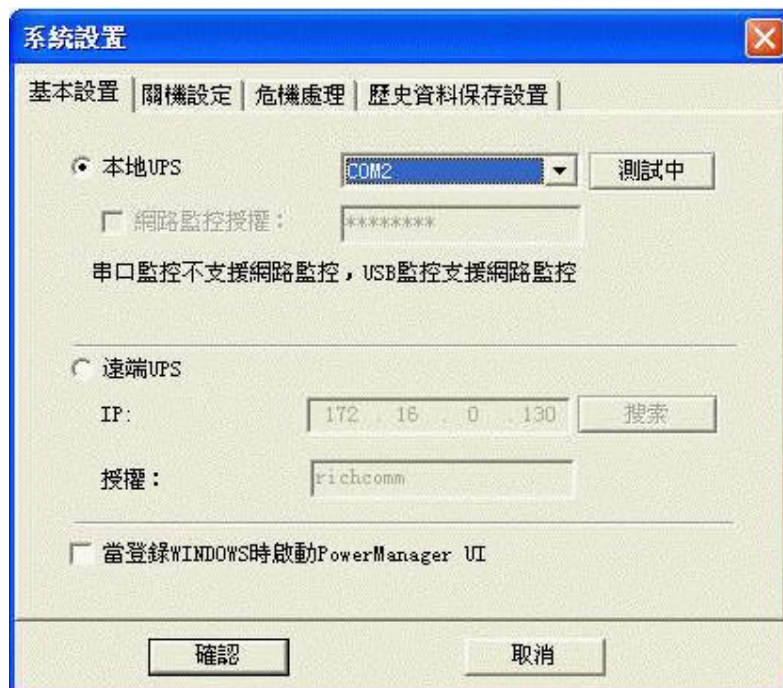 系統設置
基本設置 關機設定 危機處理 歷史資料保存設置
本地UPS COM2 測試中
網路監控授權： ********
串口監控不支援網路監控，USB監控支援網路監控
遠端UPS
IP: 172 . 16 . 0 . 130 搜索
授權： richcomm
當登錄WINDOWS時啟動PowerManager UI
確認 取消